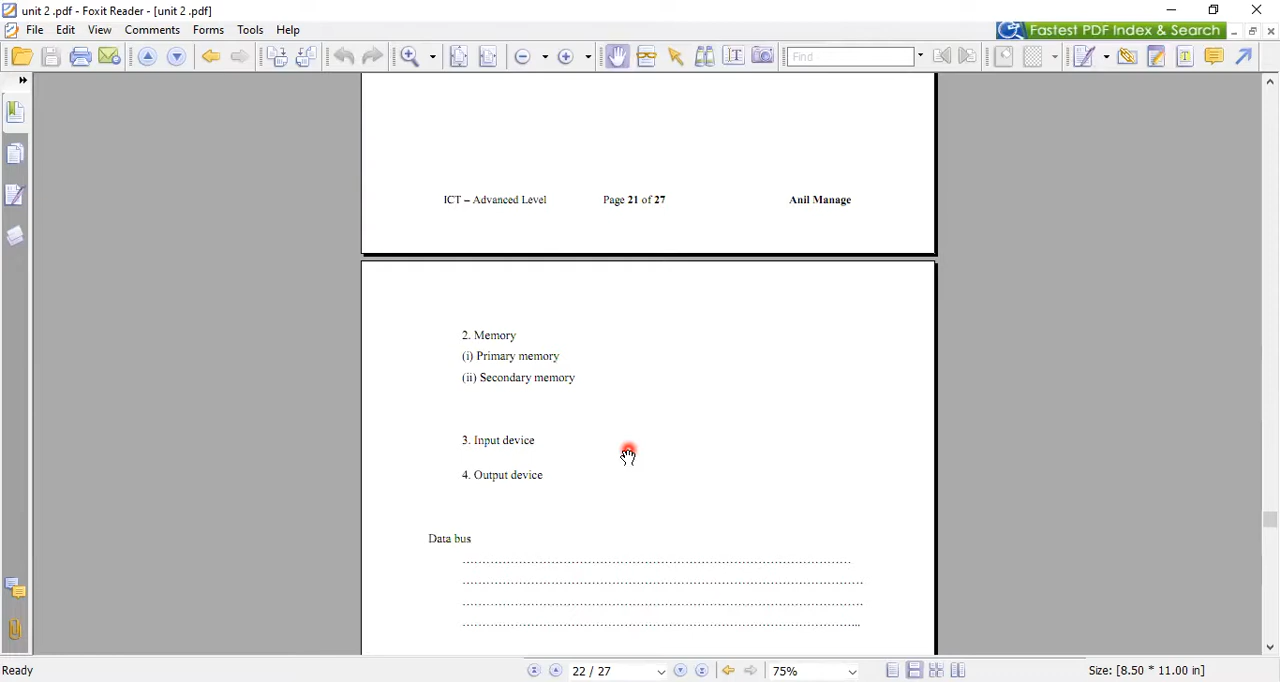 unit 2 .pdf - Foxit Reader - [unit 2 .pdf]
File Edit View Comments Forms Tools Help
Fastest PDF Index & Search
Find
ICT – Advanced Level Page 21 of 27 Anil Manage
2. Memory
(i) Primary memory
(ii) Secondary memory
3. Input device
4. Output device
Data bus
………………………………………………………………………………………
…………………………………………………………………………………………
…………………………………………………………………………………………
………………………………………………………………………………………...
Ready 22 / 27 75% Size: [8.50 * 11.00 in]